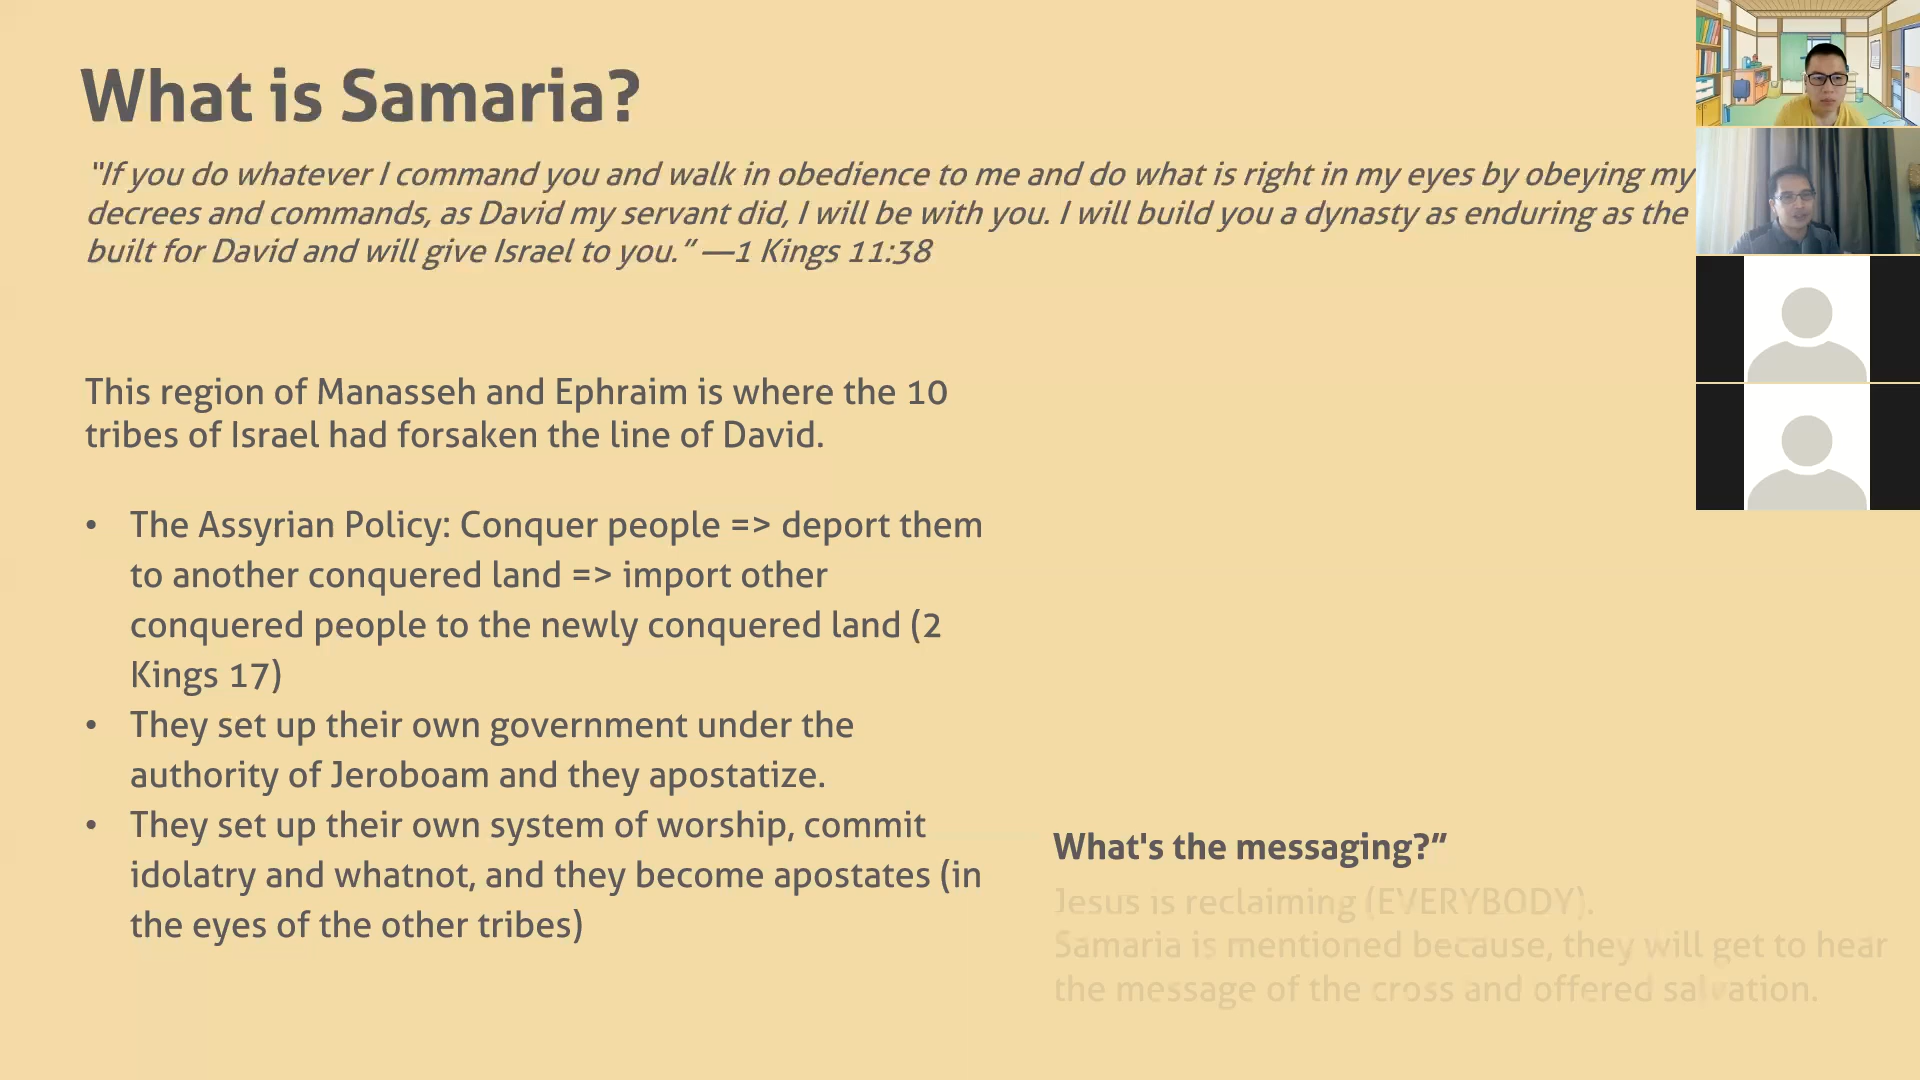 What is Samaria?
"If you do whatever I command you and walk in obedience to me and do what is right in my eyes by obeying my
decrees and commands, as David my servant did, I will be with you. I will build you a dynasty as enduring as the
built for David and will give Israel to you.” —1 Kings 11:38
This region of Manasseh and Ephraim is where the 10
tribes of Israel had forsaken the line of David.
• The Assyrian Policy: Conquer people => deport them
to another conquered land => import other
conquered people to the newly conquered land (2
Kings 17)
• They set up their own government under the
authority of Jeroboam and they apostatize.
• They set up their own system of worship, commit
idolatry and whatnot, and they become apostates (in
the eyes of the other tribes)
What's the messaging?”
Jesus is reclaiming (EVERYBODY).
Samaria is mentioned because, they will get to hear
the message of the cross and offered salvation.